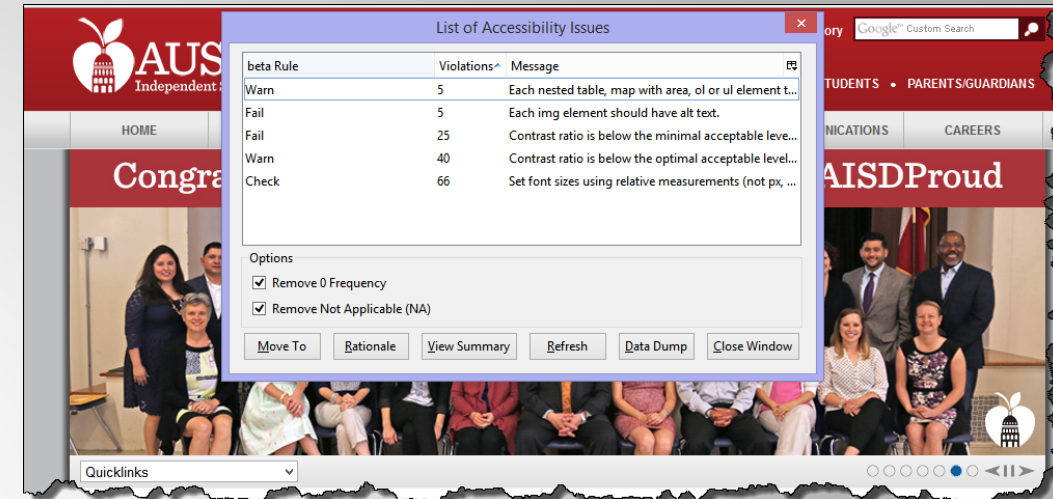 List of Accessibility Issues
ory Google™ Custom Search
AUS
Independent
TUDENTS • PARENTS/GUARDIANS
HOME
NICATIONS
CAREERS
Congra
AISDProud
beta Rule Violations Message
Warn 5 Each nested table, map with area, ol or ul element t...
Fail 5 Each img element should have alt text.
Fail 25 Contrast ratio is below the minimal acceptable leve...
Warn 40 Contrast ratio is below the optimal acceptable level...
Check 66 Set font sizes using relative measurements (not px, ...
Options
Remove 0 Frequency
Remove Not Applicable (NA)
Move To Rationale View Summary Refresh Data Dump Close Window
Quicklinks